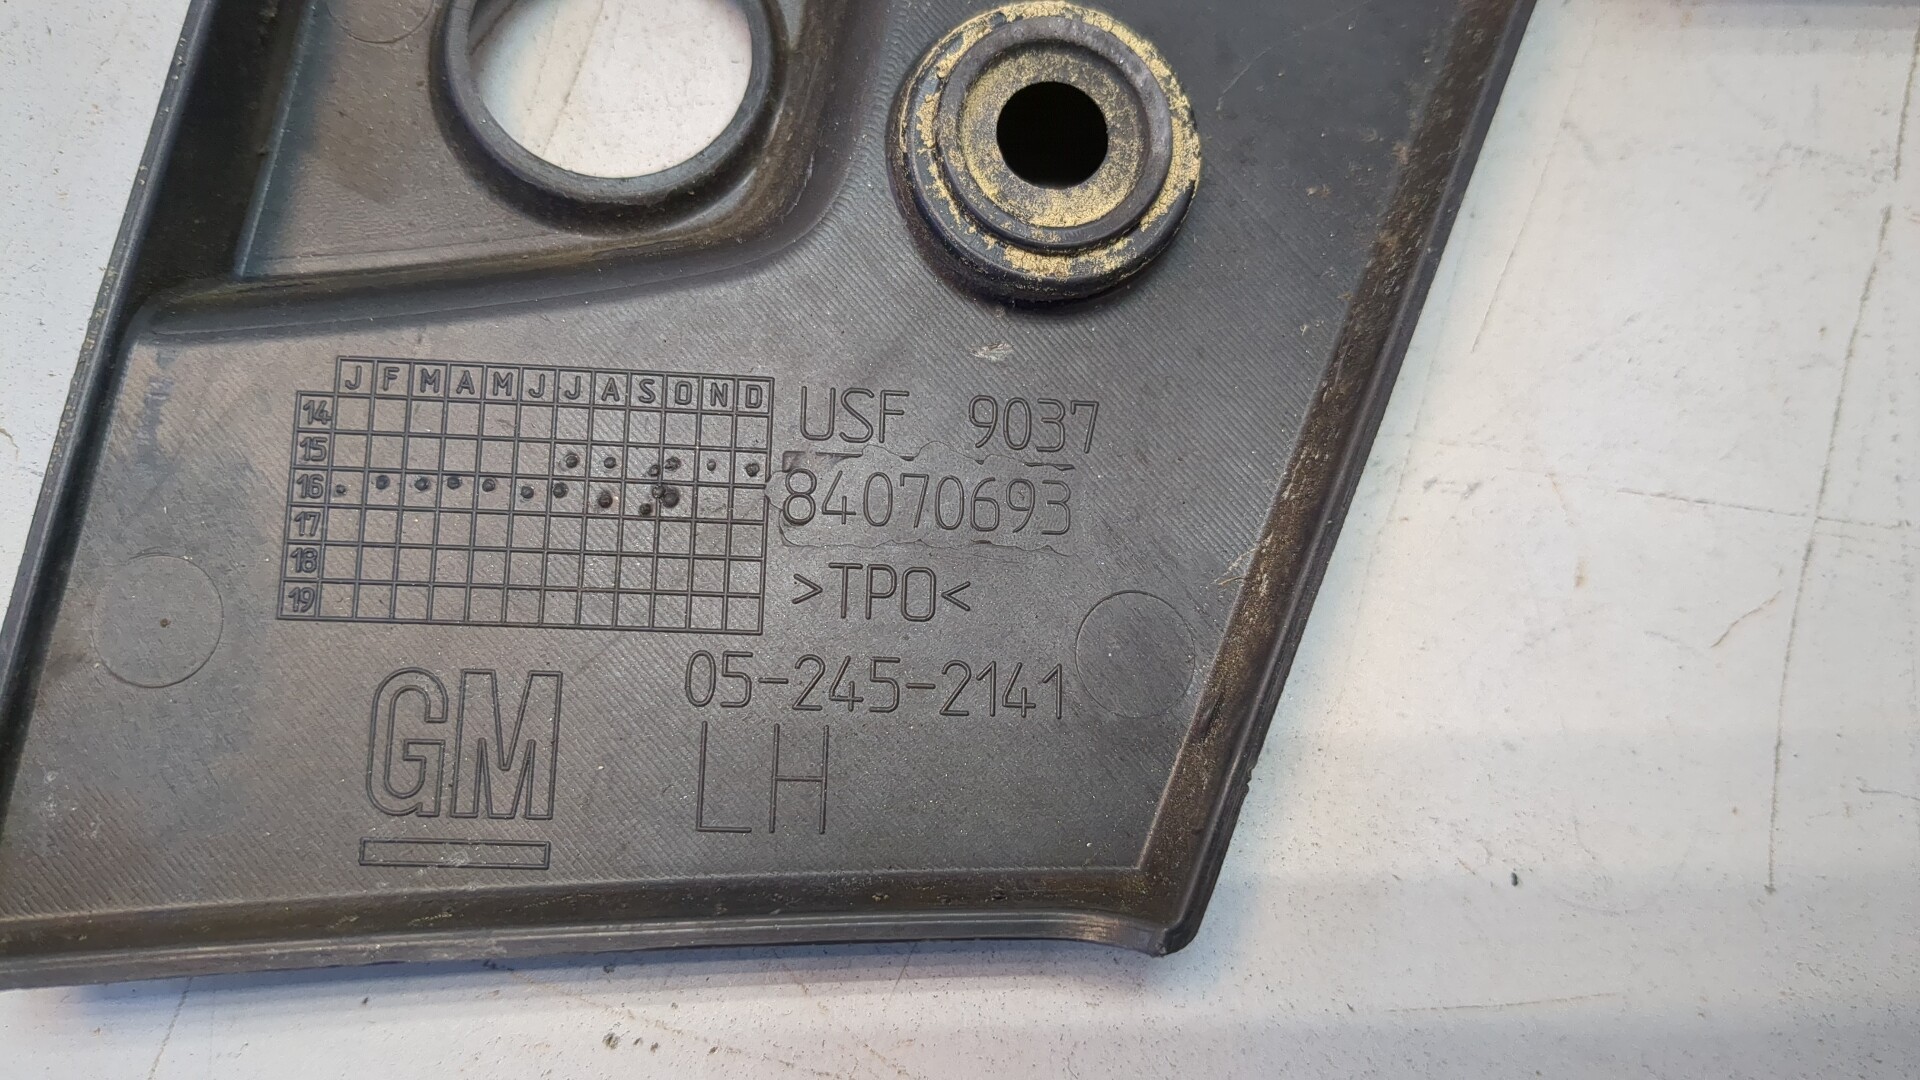 J F M A M J J A S O N D
14
15
16
17
18
19
USF 9037
84070693
>TPO<
05-245-2141
GM
LH